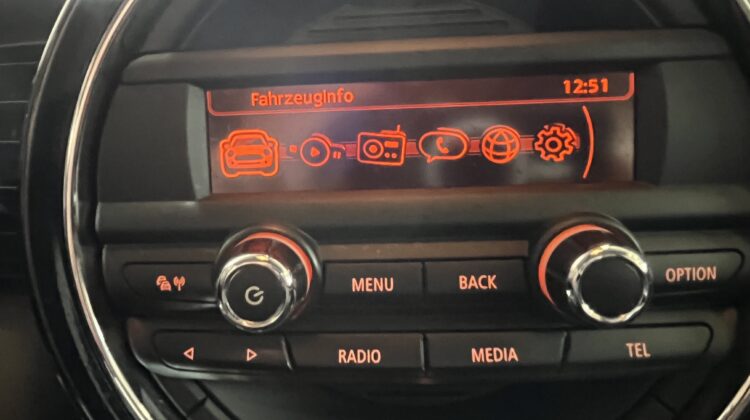 Fahrzeuginfo 12:51
MENU BACK OPTION
RADIO MEDIA TEL